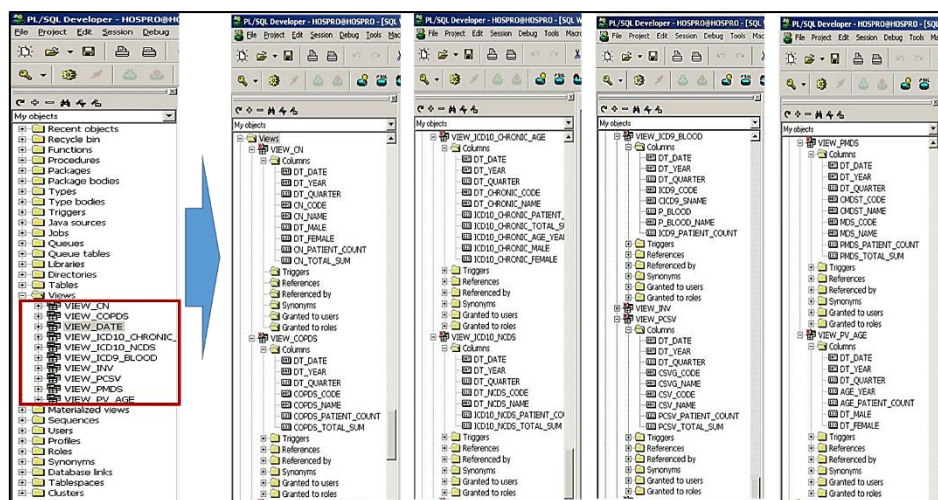 PL/SQL Developer - HOSPRO@HO
File Project Edit Session Debug
My objects
Recent objects
Recycle bin
Functions
Procedures
Packages
Package bodies
Types
Type bodies
Triggers
Java sources
Jobs
Queues
Queue tables
Libraries
Directories
Tables
Views
VIEW_CN
VIEW_COPDS
VIEW_DATE
VIEW_ICD10_CHRONIC_
VIEW_ICD10_NCDS
VIEW_ICD9_BLOOD
VIEW_INV
VIEW_PCSV
VIEW_PMDS
VIEW_PV_AGE
Materialized views
Sequences
Users
Profiles
Roles
Synonyms
Database links
Tablespaces
Clusters
PL/SQL Developer - HOSPRO@HOSPRO - [SQL W
File Project Edit Session Debug Tools Mac
My objects
Views
VIEW_CN
Columns
DT_DATE
DT_YEAR
DT_QUARTER
CN_CODE
CN_NAME
DT_MALE
DT_FEMALE
CN_PATIENT_COUNT
CN_TOTAL_SUM
Triggers
References
Referenced by
Synonyms
Granted to users
Granted to roles
VIEW_COPDS
Columns
DT_DATE
DT_YEAR
DT_QUARTER
COPDS_CODE
COPDS_NAME
COPDS_PATIENT_COUNT
COPDS_TOTAL_SUM
Triggers
References
Referenced by
Synonyms
Granted to users
Granted to roles
PL/SQL Developer - HOSPRO@HOSPRO - [SQL W
File Project Edit Session Debug Tools Macr
My objects
VIEW_ICD10_CHRONIC_AGE
Columns
DT_DATE
DT_YEAR
DT_QUARTER
DT_CHRONIC_CODE
DT_CHRONIC_NAME
ICD10_CHRONIC_PATIENT_
ICD10_CHRONIC_TOTAL_S
ICD10_CHRONIC_AGE_YEA
ICD10_CHRONIC_MALE
ICD10_CHRONIC_FEMALE
Triggers
References
Referenced by
Synonyms
Granted to users
Granted to roles
VIEW_ICD10_NCDS
Columns
DT_DATE
DT_YEAR
DT_QUARTER
DT_NCDS_CODE
DT_NCDS_NAME
ICD10_NCDS_PATIENT_CO
ICD10_NCDS_TOTAL_SUM
Triggers
References
Referenced by
Synonyms
Granted to users
Granted to roles
PL/SQL Developer - HOSPRO@HOSPRO - [SQL
File Project Edit Session Debug Tools
My objects
VIEW_ICD9_BLOOD
Columns
DT_DATE
DT_YEAR
DT_QUARTER
ICD9_CODE
CICD9_SNAME
P_BLOOD
P_BLOOD_NAME
ICD9_PATIENT_COUNT
Triggers
References
Referenced by
Synonyms
Granted to users
Granted to roles
VIEW_INV
VIEW_PCSV
Columns
DT_DATE
DT_YEAR
DT_QUARTER
CSVG_CODE
CSVG_NAME
CSV_CODE
CSV_NAME
PCSV_PATIENT_COUNT
PCSV_TOTAL_SUM
Triggers
References
Referenced by
Synonyms
Granted to users
Granted to roles
PL/SQL Developer - HOSPRO@HOSPRO - [SQL
File Project Edit Session Debug Tools Ma
My objects
VIEW_PMDS
Columns
DT_DATE
DT_YEAR
DT_QUARTER
CMDST_CODE
CMDST_NAME
MDS_CODE
MDS_NAME
PMDS_PATIENT_COUNT
PMDS_TOTAL_SUM
Triggers
References
Referenced by
Synonyms
Granted to users
Granted to roles
VIEW_PV_AGE
Columns
DT_DATE
DT_YEAR
DT_QUARTER
AGE_YEAR
AGE_PATIENT_COUNT
DT_MALE
DT_FEMALE
Triggers
References
Referenced by
Synonyms
Granted to users
Granted to roles